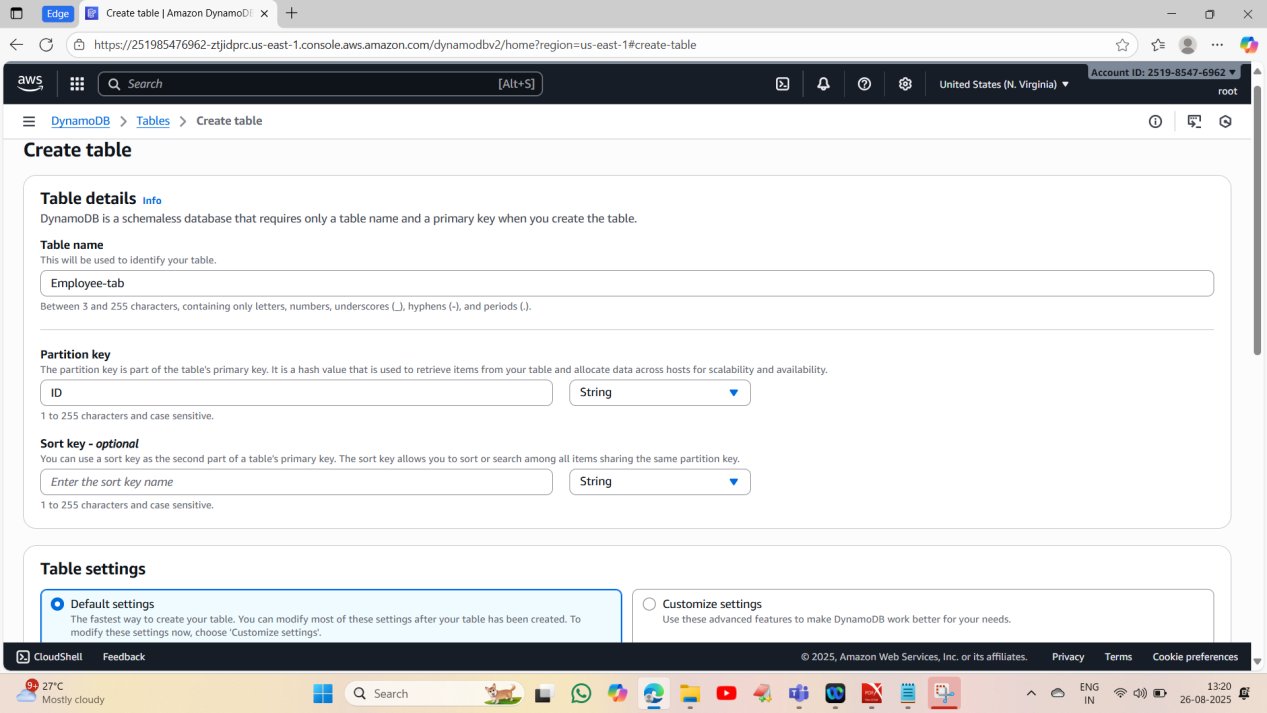 Edge
Create table | Amazon DynamoDB
https://251985476962-ztjidprc.us-east-1.console.aws.amazon.com/dynamodbv2/home?region=us-east-1#create-table
aws
Search
[Alt+S]
United States (N. Virginia)
Account ID: 2519-8547-6962
root
DynamoDB
Tables
Create table
Create table
Table details Info
DynamoDB is a schemaless database that requires only a table name and a primary key when you create the table.
Table name
This will be used to identify your table.
Employee-tab
Between 3 and 255 characters, containing only letters, numbers, underscores (_), hyphens (-), and periods (.).
Partition key
The partition key is part of the table's primary key. It is a hash value that is used to retrieve items from your table and allocate data across hosts for scalability and availability.
ID
String
1 to 255 characters and case sensitive.
Sort key - optional
You can use a sort key as the second part of a table's primary key. The sort key allows you to sort or search among all items sharing the same partition key.
Enter the sort key name
String
1 to 255 characters and case sensitive.
Table settings
Default settings
The fastest way to create your table. You can modify most of these settings after your table has been created. To
modify these settings now, choose 'Customize settings'.
Customize settings
Use these advanced features to make DynamoDB work better for your needs.
CloudShell
Feedback
© 2025, Amazon Web Services, Inc. or its affiliates.
Privacy
Terms
Cookie preferences
9+
27°C
Mostly cloudy
Search
ENG
IN
13:20
26-08-2025